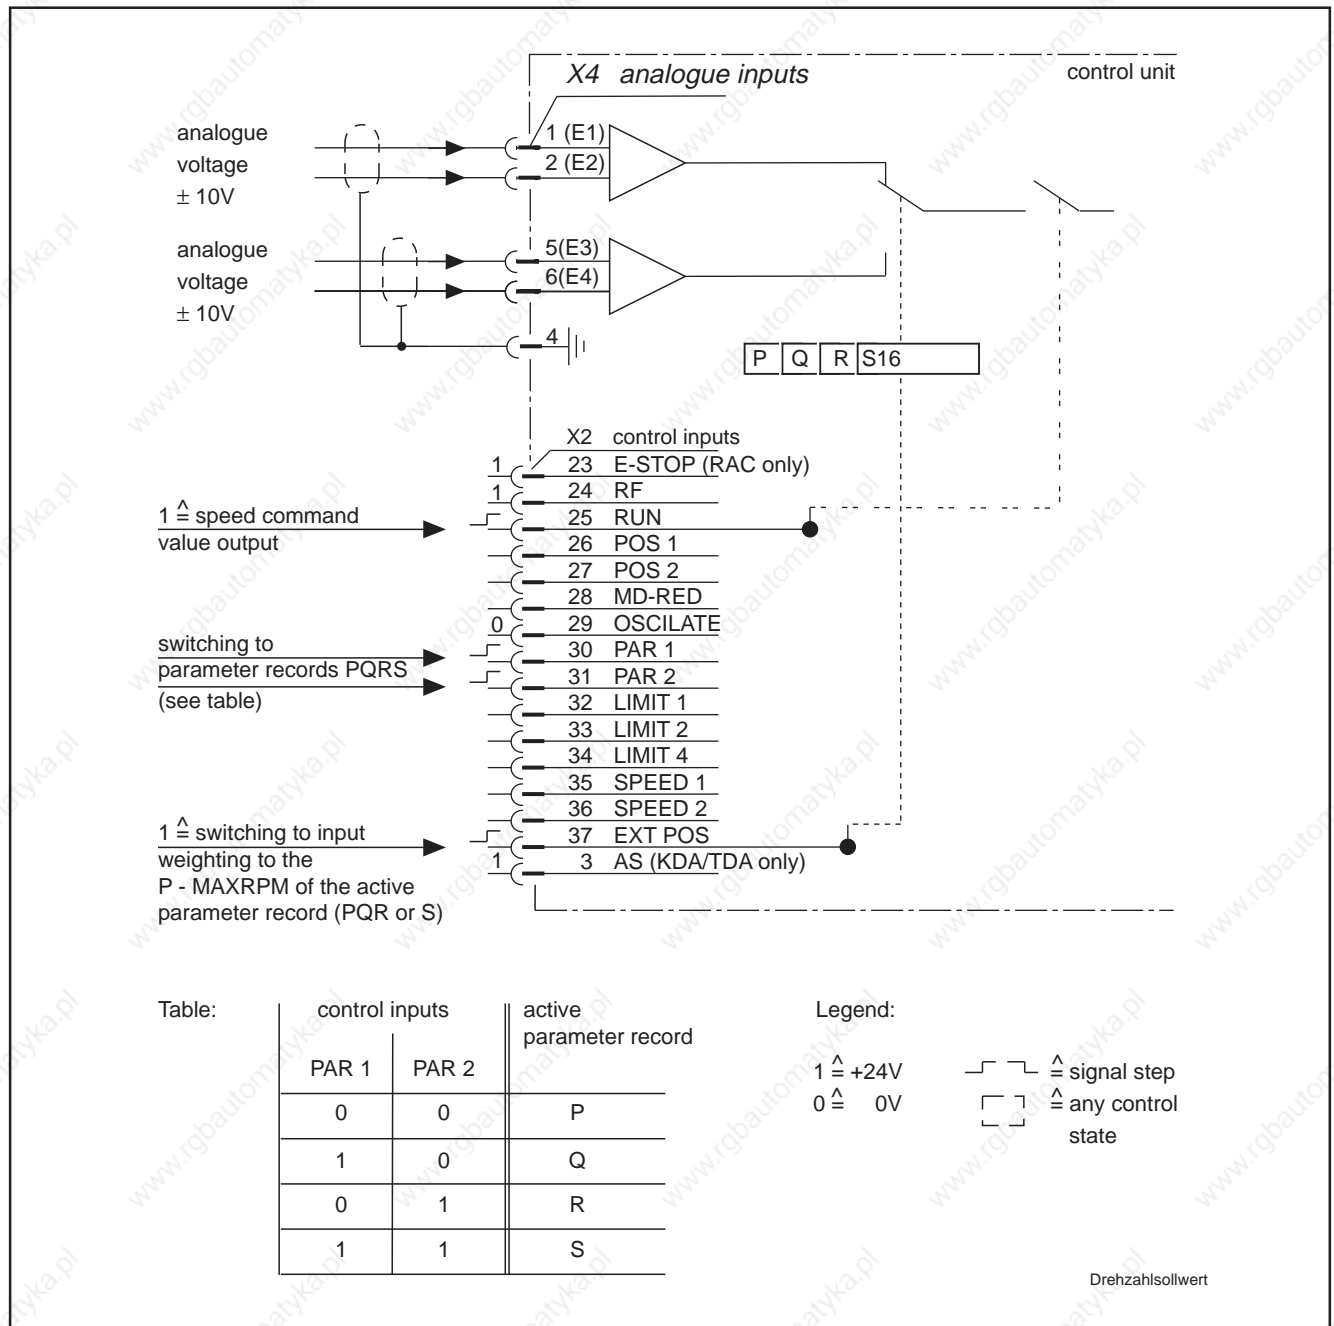 X4 analogue inputs
control unit
analogue
voltage
± 10V
1 (E1)
2 (E2)
analogue
voltage
± 10V
5(E3)
6(E4)
4
P Q R S16
X2 control inputs
1 23 E-STOP (RAC only)
1 24 RF
25 RUN
26 POS 1
27 POS 2
28 MD-RED
0 29 OSCILATE
30 PAR 1
31 PAR 2
32 LIMIT 1
33 LIMIT 2
34 LIMIT 4
35 SPEED 1
36 SPEED 2
37 EXT POS
1 3 AS (KDA/TDA only)
1 ≙ speed command
value output
switching to
parameter records PQRS
(see table)
1 ≙ switching to input
weighting to the
P - MAXRPM of the active
parameter record (PQR or S)
Table:
control inputs
active
parameter record
PAR 1 PAR 2
0 0 P
1 0 Q
0 1 R
1 1 S
Legend:
1 ≙ +24V
0 ≙ 0V
≙ signal step
≙ any control
state
Drehzahlsollwert
www.rgbautomatyka.pl